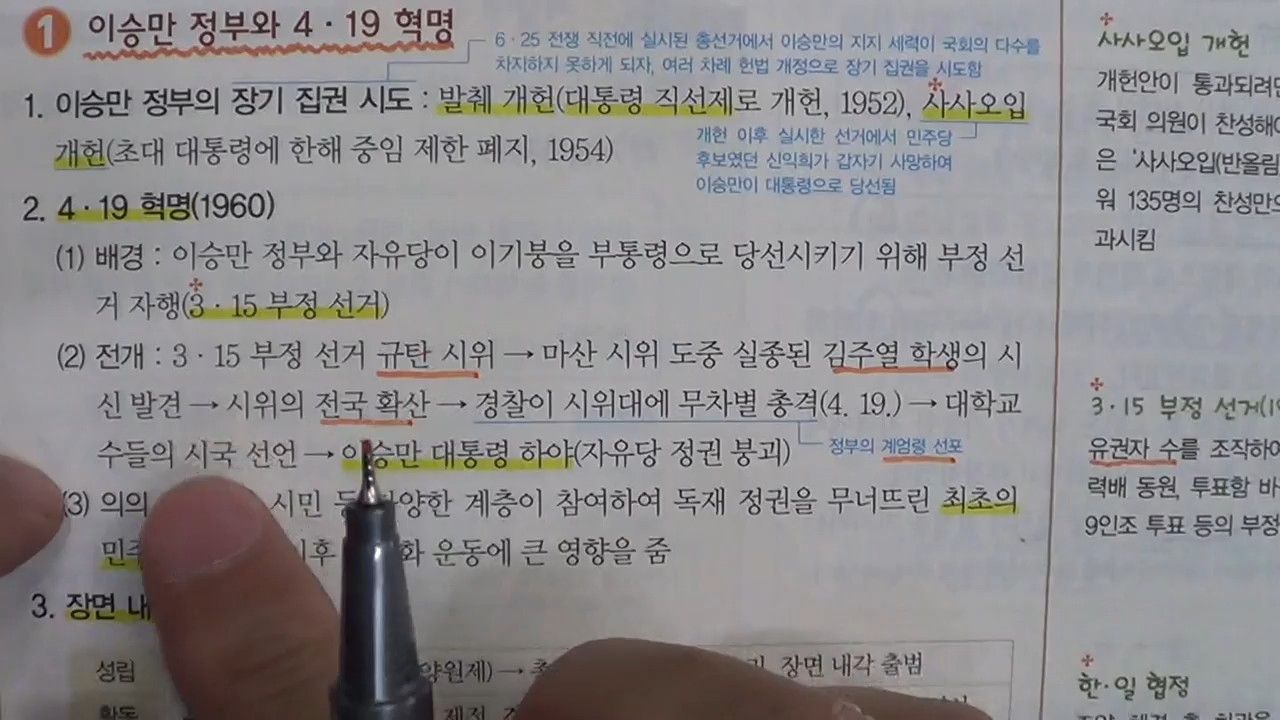 1 이승만 정부와 4·19 혁명
6·25 전쟁 직전에 실시된 총선거에서 이승만의 지지 세력이 국회의 다수를
차지하지 못하게 되자, 여러 차례 헌법 개정으로 장기 집권을 시도함
1. 이승만 정부의 장기 집권 시도 : 발췌 개헌(대통령 직선제로 개헌, 1952), 사사오입
개헌(초대 대통령에 한해 중임 제한 폐지, 1954)
개헌 이후 실시한 선거에서 민주당
후보였던 신익희가 갑자기 사망하여
이승만이 대통령으로 당선됨
2. 4·19 혁명(1960)
(1) 배경 : 이승만 정부와 자유당이 이기붕을 부통령으로 당선시키기 위해 부정 선
거 자행(3·15 부정 선거)
(2) 전개 : 3·15 부정 선거 규탄 시위 → 마산 시위 도중 실종된 김주열 학생의 시
신 발견 → 시위의 전국 확산 → 경찰이 시위대에 무차별 총격(4. 19.) → 대학교
수들의 시국 선언 → 이승만 대통령 하야(자유당 정권 붕괴)
정부의 계엄령 선포
(3) 의의 시민 다양한 계층이 참여하여 독재 정권을 무너뜨린 최초의
민주 이후 운동에 큰 영향을 줌
3. 장면 내
성립 양원제) → 장면 내각 출범
활동
사사오입 개헌
개헌안이 통과되려면
국회 의원이 찬성해야
은 '사사오입(반올림
워 135명의 찬성만으
과시킴
3·15 부정 선거(19
유권자 수를 조작하여
력배 동원, 투표함 바
9인조 투표 등의 부정
한·일 협정